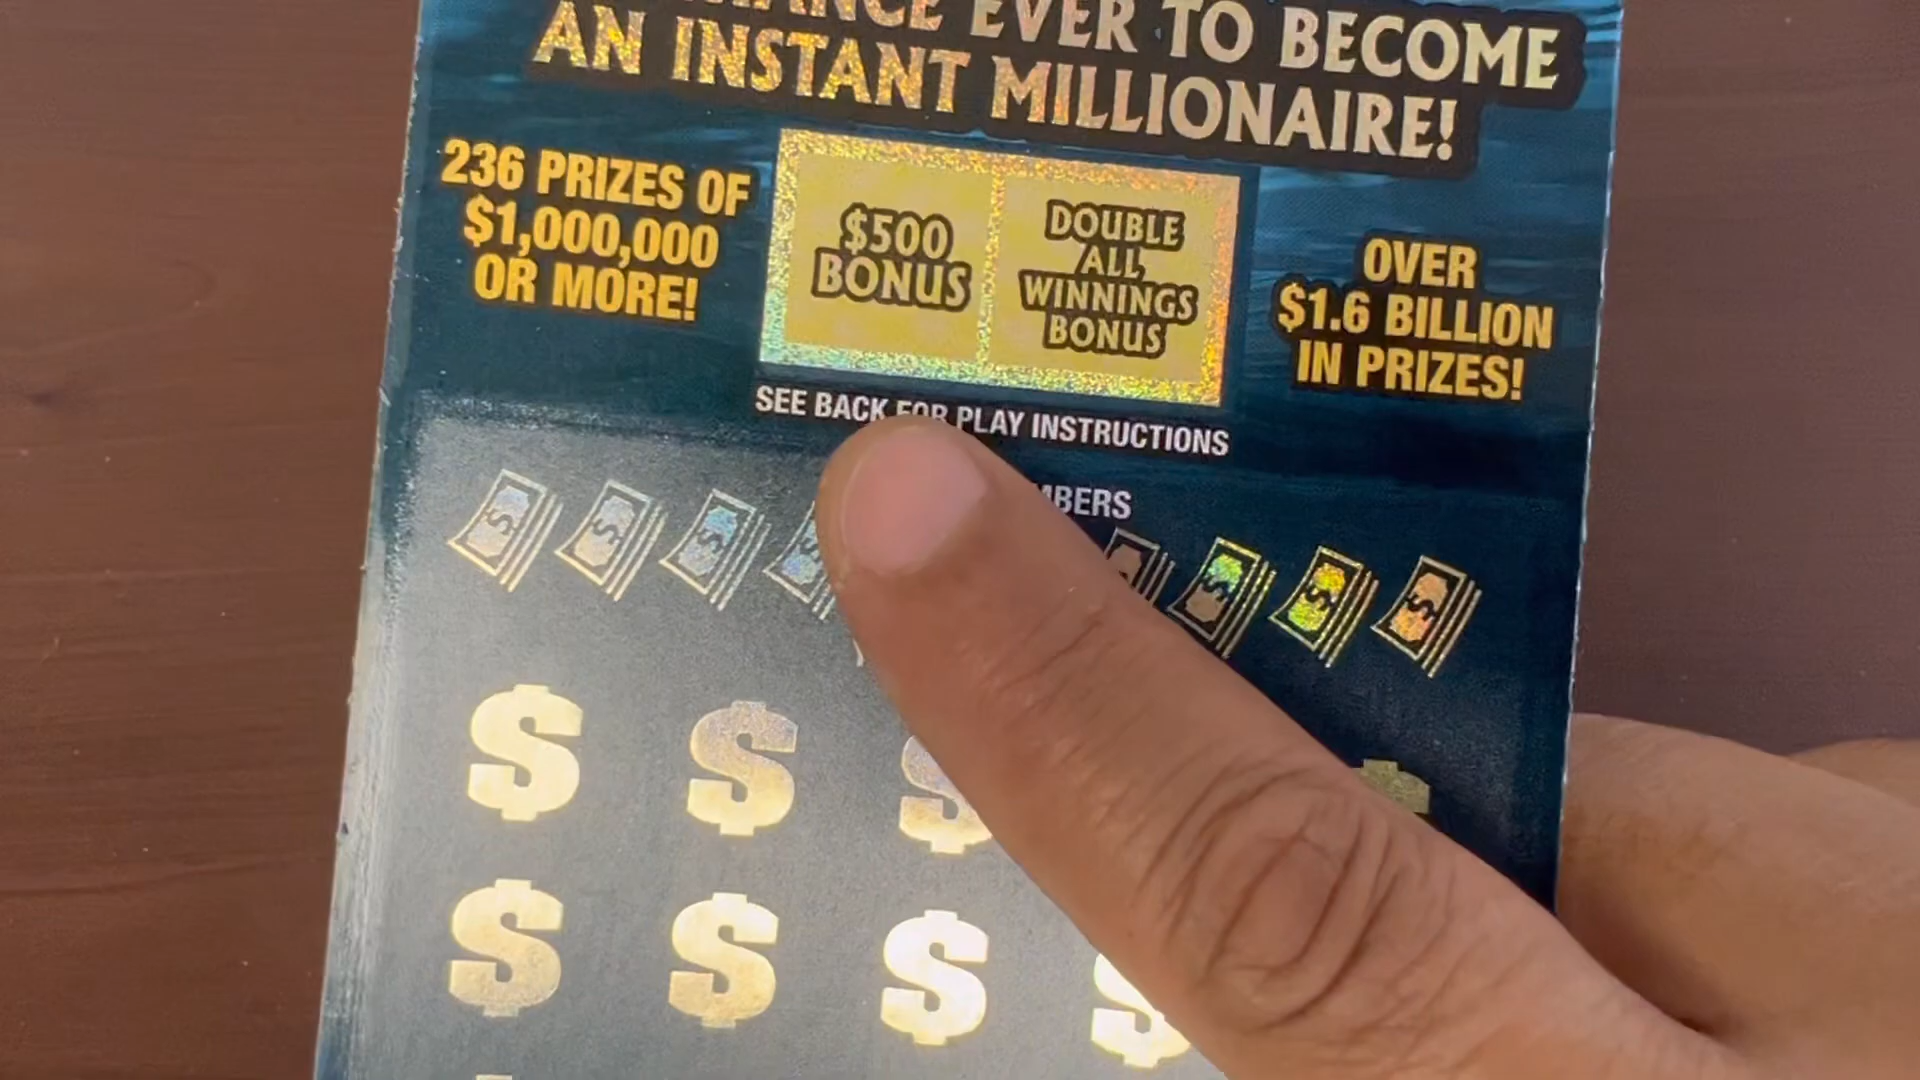 EVER TO BECOME
AN INSTANT MILLIONAIRE!
236 PRIZES OF
$1,000,000
OR MORE!
$500
BONUS
DOUBLE
ALL
WINNINGS
BONUS
OVER
$1.6 BILLION
IN PRIZES!
SEE BACK FOR PLAY INSTRUCTIONS
$ $ $ $
$ $ $
$ $ $ $